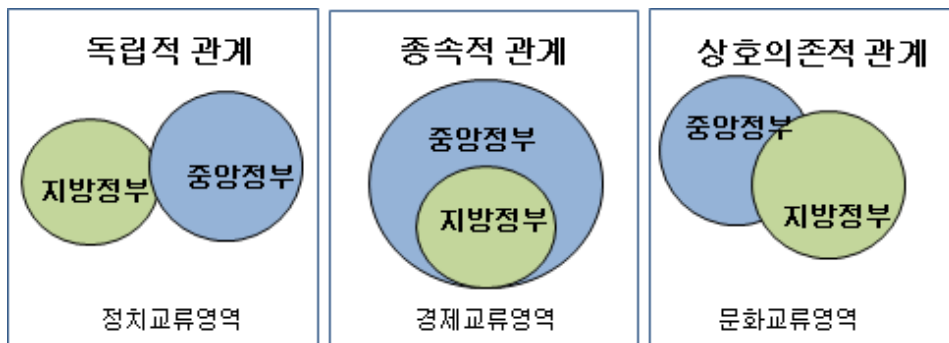 독립적 관계
지방정부
중앙정부
정치교류영역
종속적 관계
중앙정부
지방정부
경제교류영역
상호의존적 관계
중앙정부
지방정부
문화교류영역